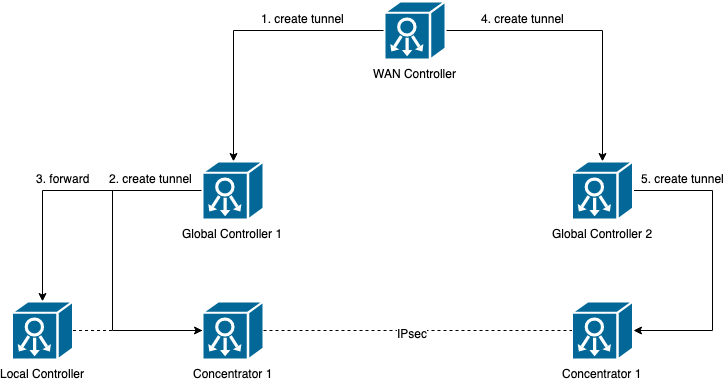 1. create tunnel
4. create tunnel
WAN Controller
3. forward
2. create tunnel
5. create tunnel
Global Controller 1
Global Controller 2
IPsec
Local Controller
Concentrator 1
Concentrator 1